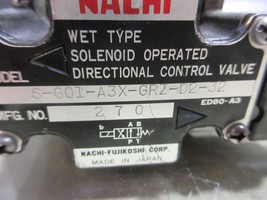 NACHI
WET TYPE
SOLENOID OPERATED
DIRECTIONAL CONTROL VALVE
MODEL S-G01-A3X-GR2-D2-32
MFG. NO. 270 ED80-A3
A B
b
P T
NACHI-FUJIKOSHI CORP.
MADE IN JAPAN